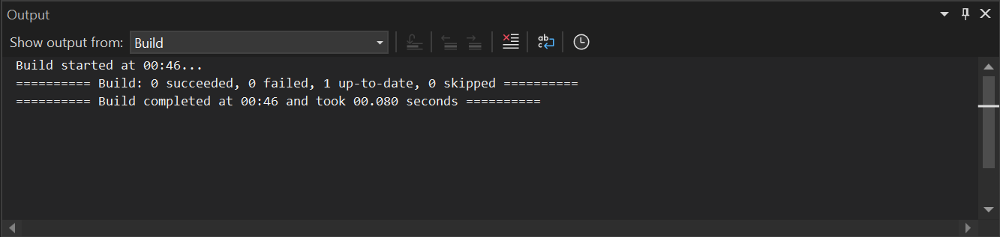 Output
Show output from: Build
Build started at 00:46...
========== Build: 0 succeeded, 0 failed, 1 up-to-date, 0 skipped ==========
========== Build completed at 00:46 and took 00.080 seconds ==========